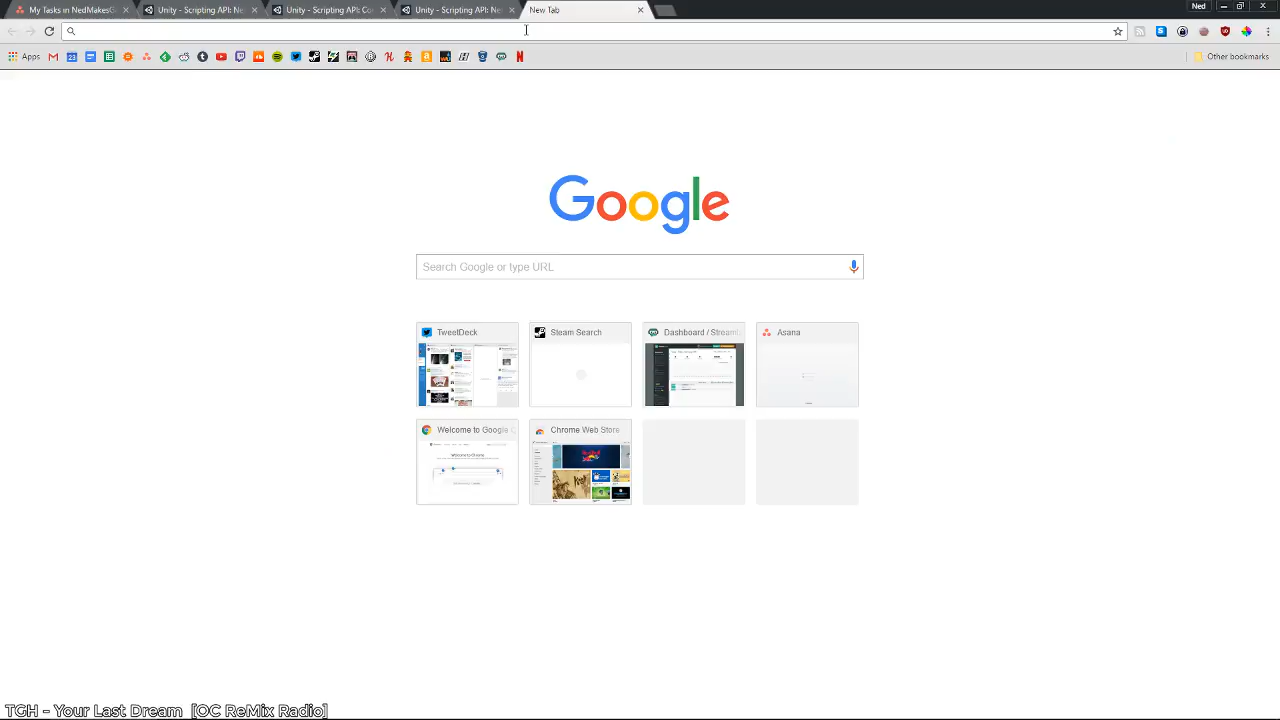 My Tasks in NedMakesG
Unity - Scripting API: Ne
Unity - Scripting API: Co
Unity - Scripting API: Ne
New Tab
Ned
Apps
Other bookmarks
Google
Search Google or type URL
TweetDeck
Steam Search
Dashboard / Streaml
Asana
Welcome to Google C
Chrome Web Store
TGH - Your Last Dream [OC ReMix Radio]